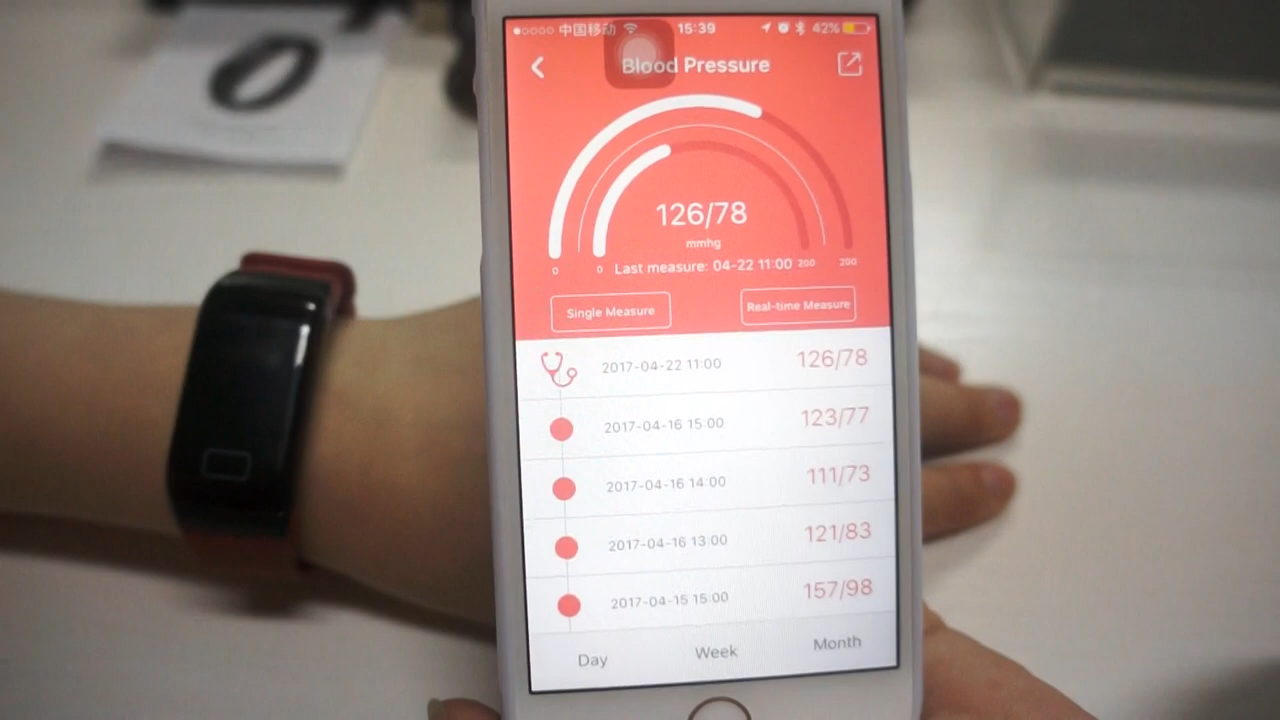 中国移动 15:39 42%
Blood Pressure
126/78
mmhg
0 0 Last measure: 04-22 11:00 200 200
Single Measure Real-time Measure
2017-04-22 11:00 126/78
2017-04-16 15:00 123/77
2017-04-16 14:00 111/73
2017-04-16 13:00 121/83
2017-04-15 15:00 157/98
Day Week Month